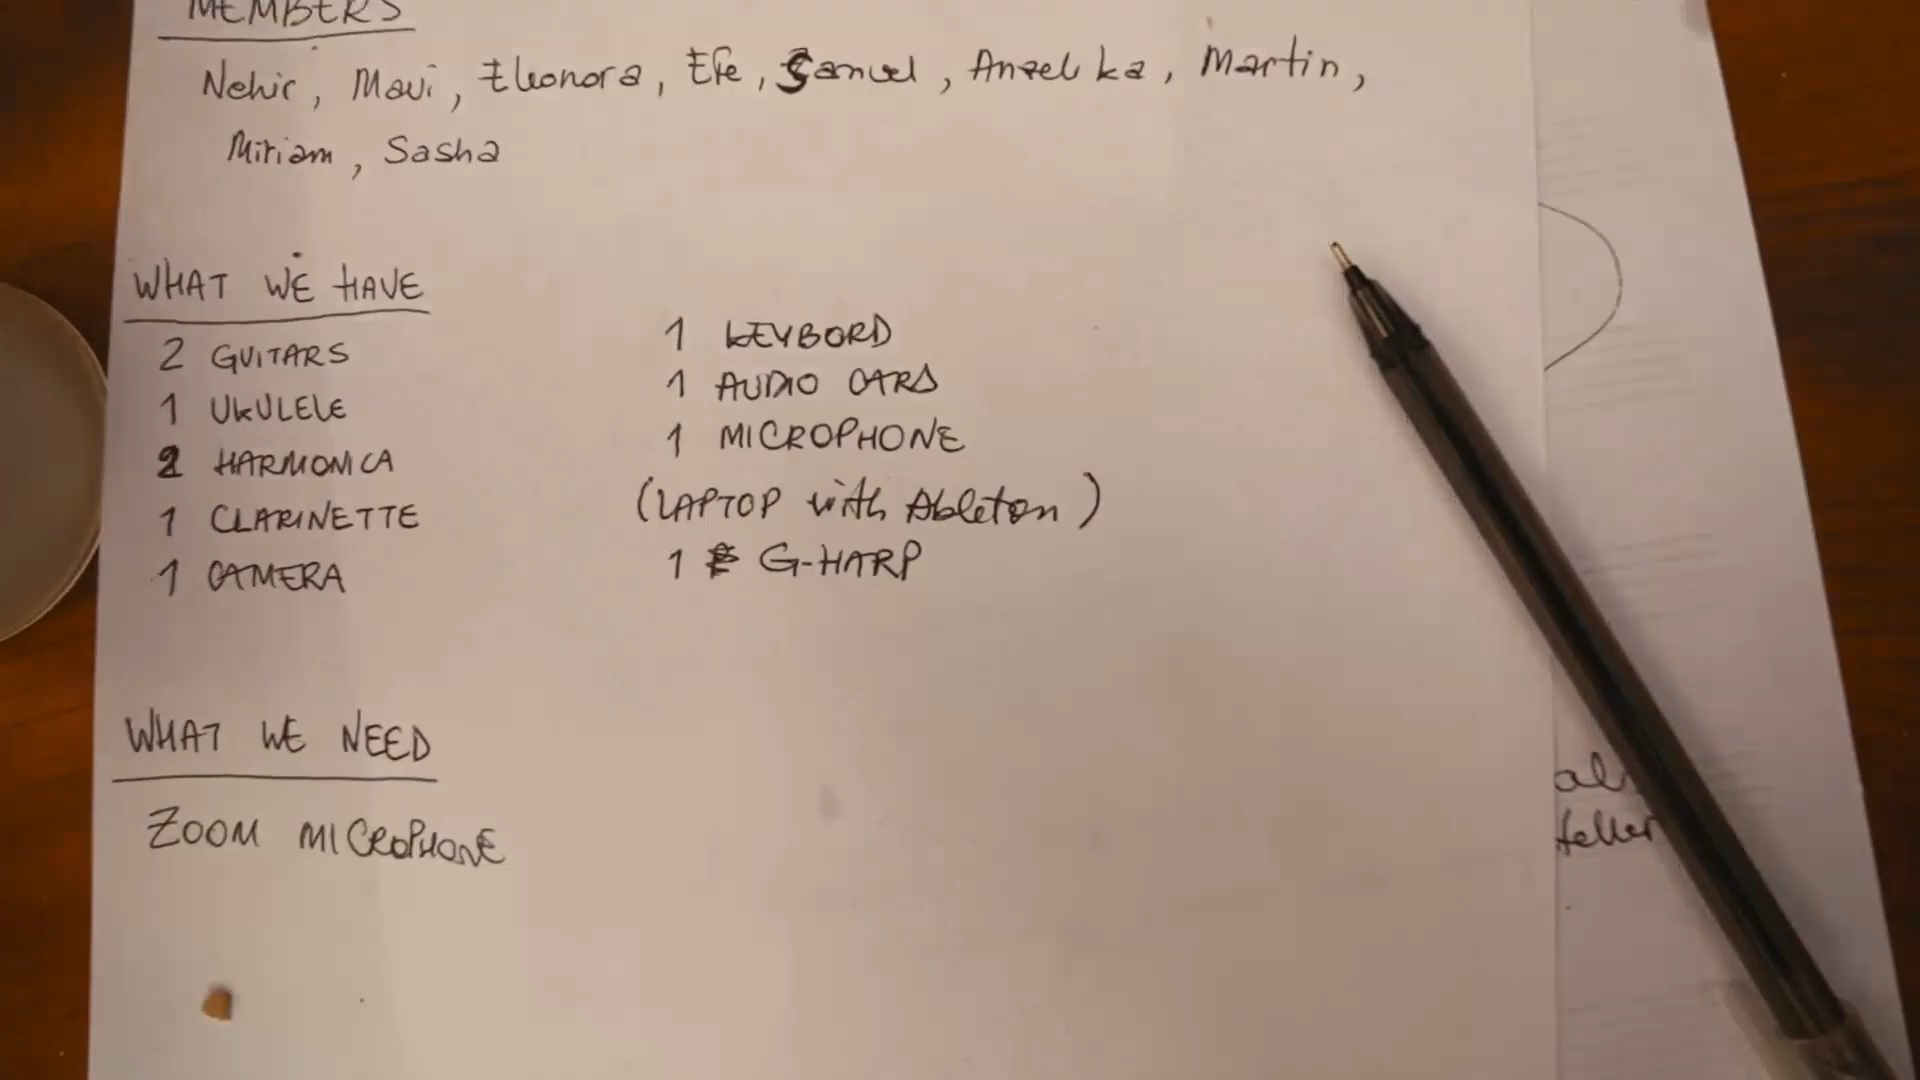 MEMBERS
Nehir, Mavi, Eleonora, Efe, Samuel, Angelika, Martin,
Miriam, Sasha
WHAT WE HAVE
2 GUITARS
1 UKULELE
2 HARMONICA
1 CLARINETTE
1 CAMERA
1 KEYBORD
1 AUDIO CARD
1 MICROPHONE
(LAPTOP with Ableton)
1 G-HARP
WHAT WE NEED
ZOOM MICROPHONE